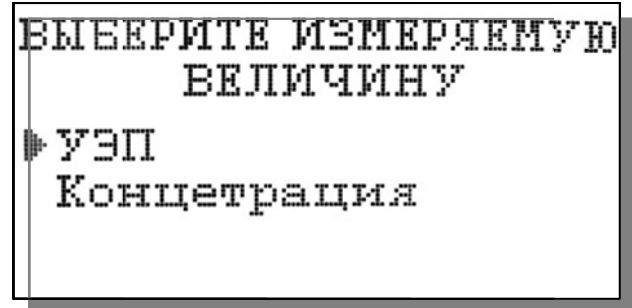 ВЫБЕРИТЕ ИЗМЕРЯЕМУЮ
ВЕЛИЧИНУ
УЭП
Концетрация